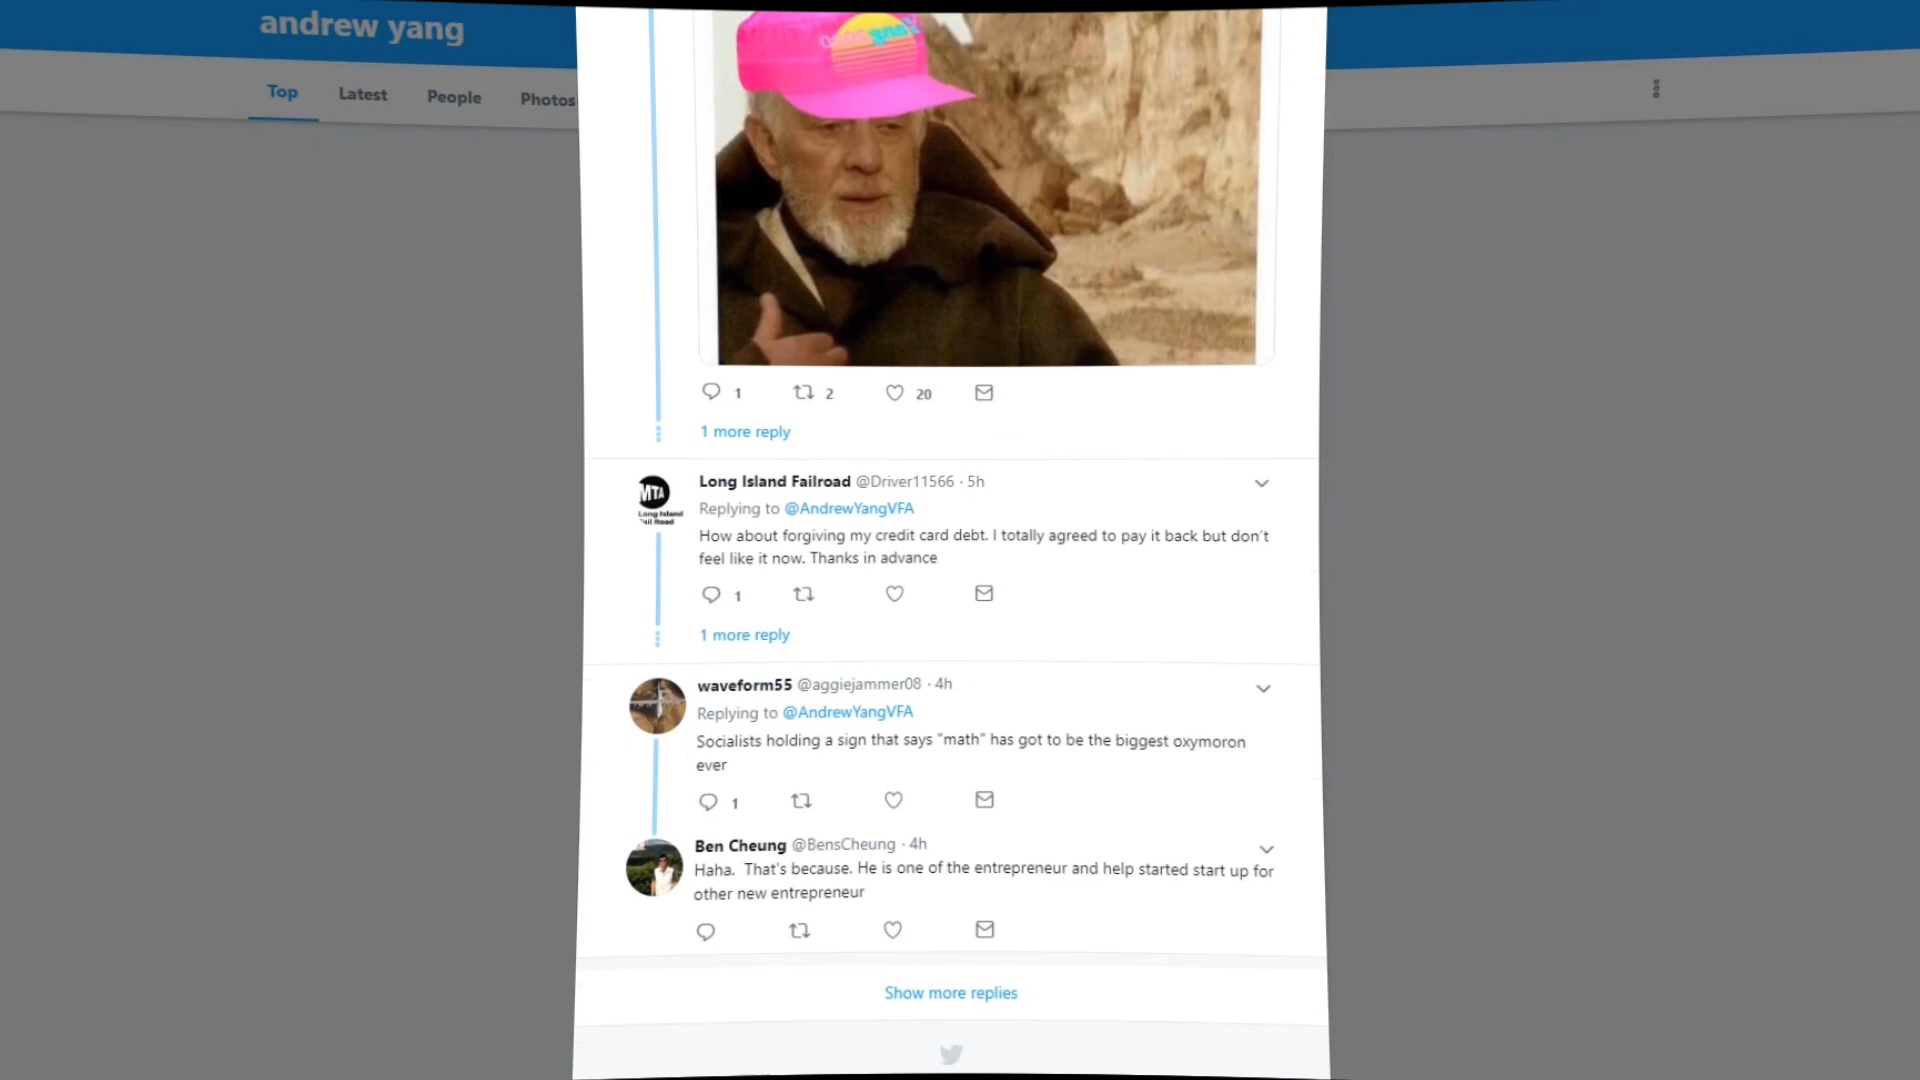 andrew yang
Top Latest People Photos
1 2 20
1 more reply
MTA
Long Island
Long Island Failroad @Driver11566 · 5h
Replying to @AndrewYangVFA
How about forgiving my credit card debt. I totally agreed to pay it back but don't
feel like it now. Thanks in advance
1
1 more reply
waveform55 @aggiejammer08 · 4h
Replying to @AndrewYangVFA
Socialists holding a sign that says "math" has got to be the biggest oxymoron
ever
1
Ben Cheung @BensCheung · 4h
Haha. That's because. He is one of the entrepreneur and help started start up for
other new entrepreneur
Show more replies